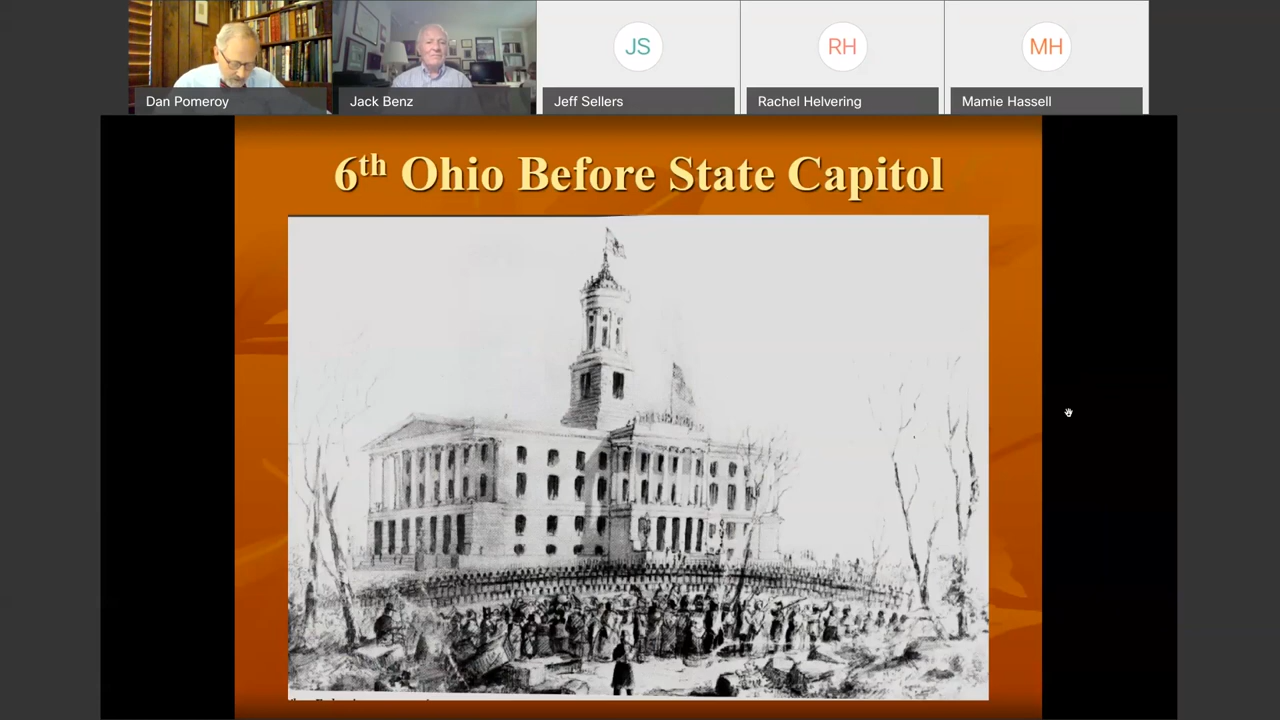 JS
RH
MH
Dan Pomeroy
Jack Benz
Jeff Sellers
Rachel Helvering
Mamie Hassell
6th Ohio Before State Capitol